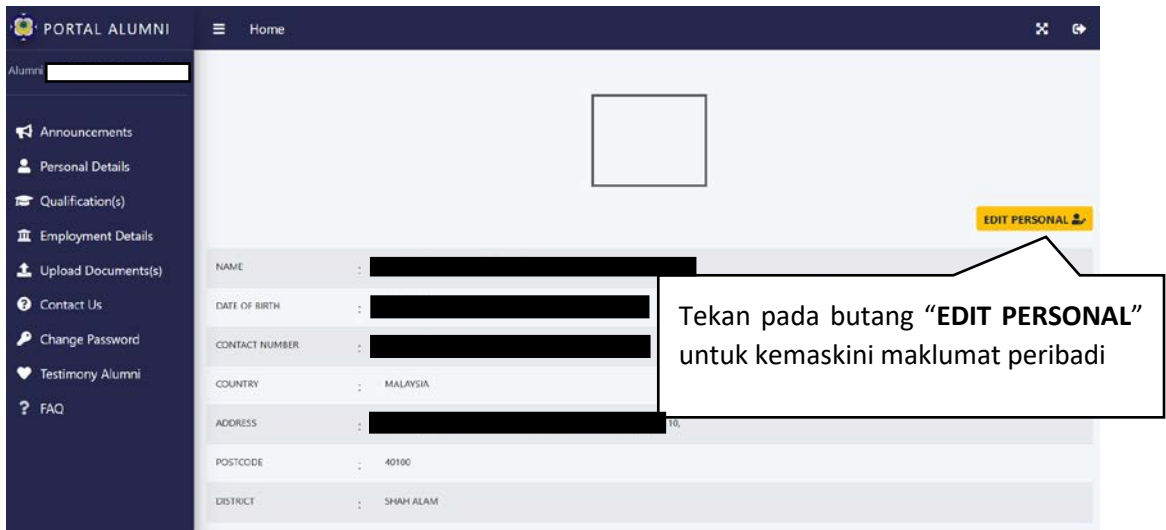 PORTAL ALUMNI
Home
Alumni
Announcements
Personal Details
Qualification(s)
Employment Details
Upload Documents(s)
Contact Us
Change Password
Testimony Alumni
? FAQ
EDIT PERSONAL
NAME :
DATE OF BIRTH :
CONTACT NUMBER :
COUNTRY : MALAYSIA
ADDRESS : 10,
POSTCODE : 40100
DISTRICT : SHAH ALAM
Tekan pada butang “EDIT PERSONAL”
untuk kemaskini maklumat peribadi